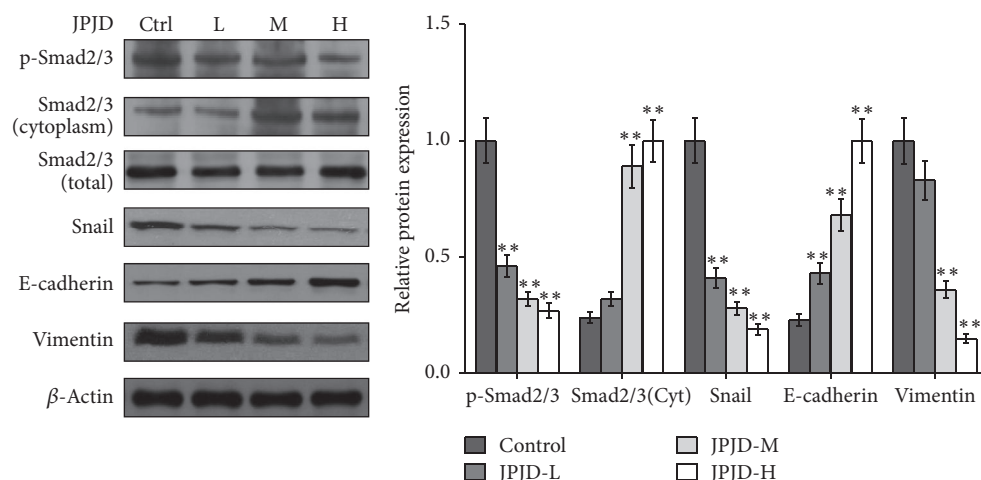 JPJD Ctrl L M H
p-Smad2/3
Smad2/3
(cytoplasm)
Smad2/3
(total)
Snail
E-cadherin
Vimentin
β-Actin
Relative protein expression
1.5
1.0
0.5
0.0
** ** **
** **
** ** **
** ** **
** **
p-Smad2/3 Smad2/3(Cyt) Snail E-cadherin Vimentin
Control
JPJD-L
JPJD-M
JPJD-H